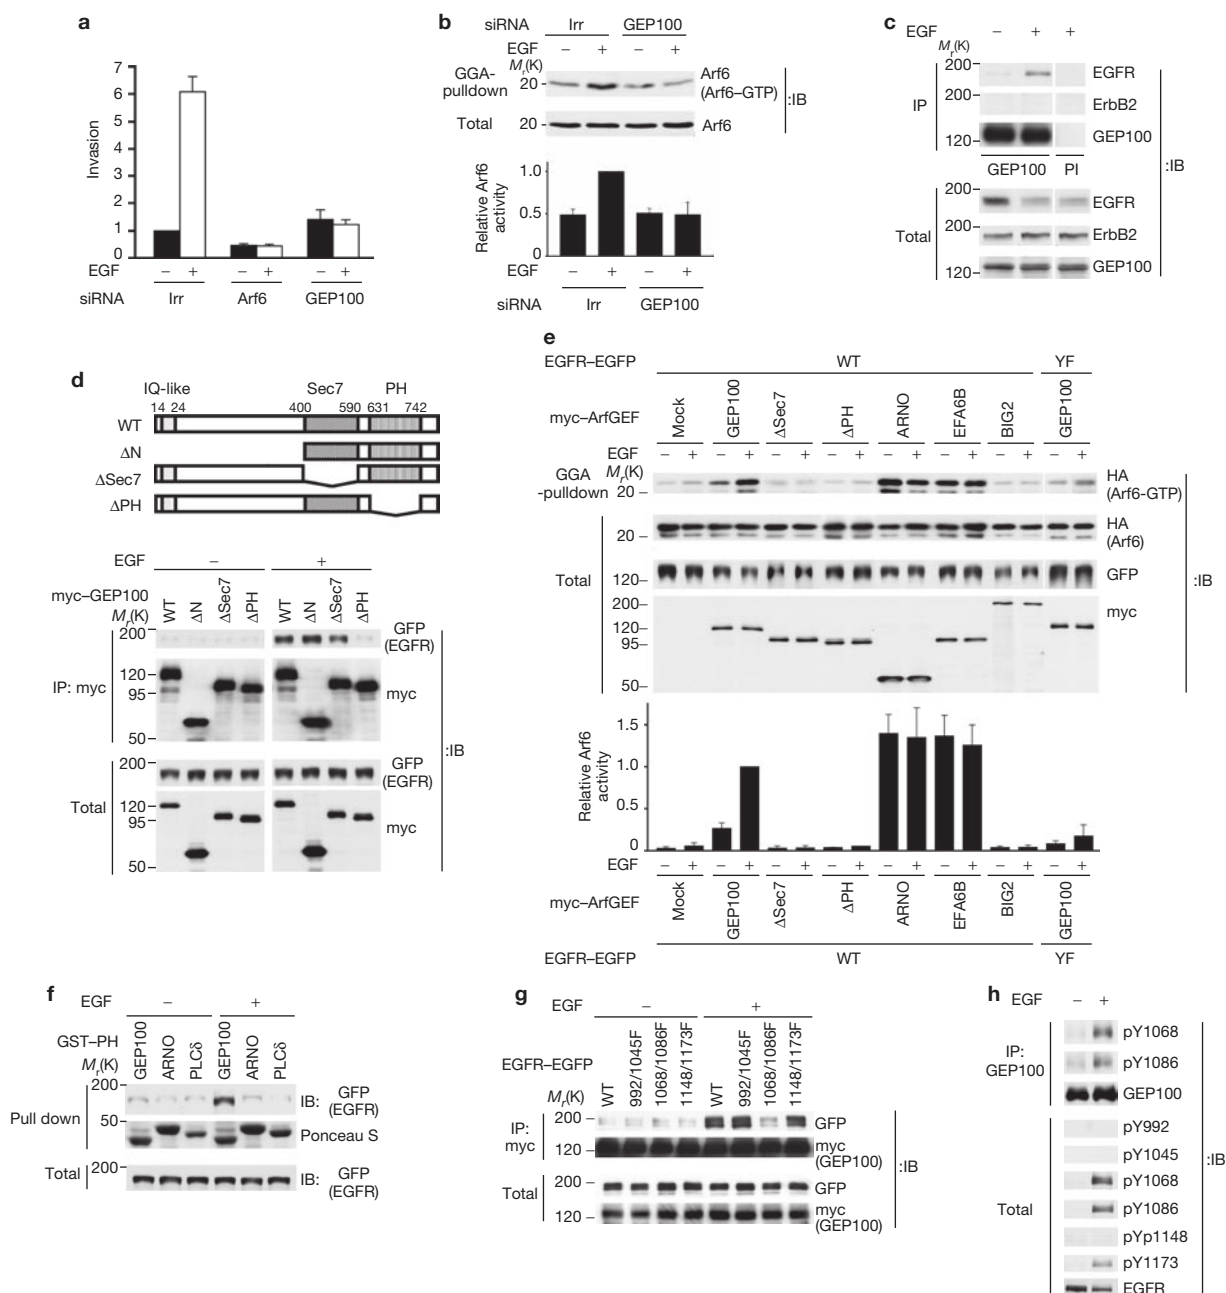 a
7
6
5
4
3
2
1
0
Invasion
EGF – + – + – +
siRNA Irr Arf6 GEP100
b
siRNA Irr GEP100
EGF – + – +
Mr(K)
GGA-pulldown 20 Arf6 (Arf6–GTP)
Total 20 Arf6
:IB
1.0
0.5
0
Relative Arf6 activity
EGF – + – +
siRNA Irr GEP100
c
EGF – + +
Mr(K)
IP
200 EGFR
200 ErbB2
120 GEP100
GEP100 PI
:IB
Total
200 EGFR
200 ErbB2
120 GEP100
d
IQ-like Sec7 PH
14 24 400 590 631 742
WT
ΔN
ΔSec7
ΔPH
EGF – +
myc–GEP100 WT ΔN ΔSec7 ΔPH WT ΔN ΔSec7 ΔPH
Mr(K)
IP: myc
200 GFP (EGFR)
120
95
50
myc
:IB
Total
200 GFP (EGFR)
120
95
50
myc
e
EGFR–EGFP WT YF
myc–ArfGEF Mock GEP100 ΔSec7 ΔPH ARNO EFA6B BIG2 GEP100
EGF – + – + – + – + – + – + – + – +
Mr(K)
GGA -pulldown 20 HA (Arf6-GTP)
Total
20 HA (Arf6)
120 GFP
200
120
95
50
myc
:IB
1.5
1.0
0.5
0
Relative Arf6 activity
EGF – + – + – + – + – + – + – + – +
myc–ArfGEF Mock GEP100 ΔSec7 ΔPH ARNO EFA6B BIG2 GEP100
EGFR–EGFP WT YF
f
EGF – +
GST–PH GEP100 ARNO PLCδ GEP100 ARNO PLCδ
Mr(K)
Pull down
200 IB: GFP (EGFR)
50 Ponceau S
Total 200 IB: GFP (EGFR)
g
EGF – +
EGFR–EGFP WT 992/1045F 1068/1086F 1148/1173F WT 992/1045F 1068/1086F 1148/1173F
Mr(K)
IP: myc
200 GFP
120 myc (GEP100)
Total
200 GFP
120 myc (GEP100)
:IB
h
EGF – +
IP: GEP100
pY1068
pY1086
GEP100
Total
pY992
pY1045
pY1068
pY1086
pYp1148
pY1173
EGFR
:IB